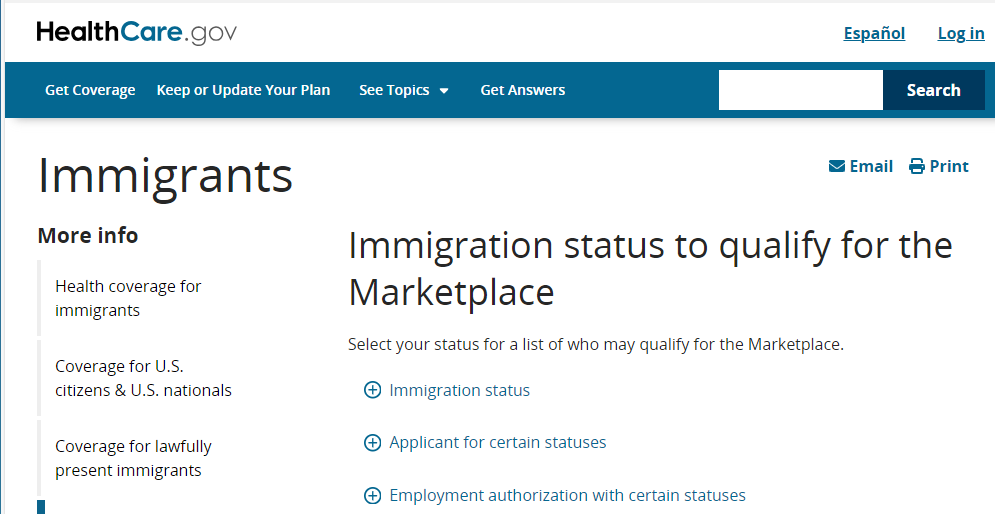 HealthCare.gov
Español Log in
Get Coverage Keep or Update Your Plan See Topics Get Answers Search
Immigrants
Email Print
More info
Health coverage for
immigrants
Coverage for U.S.
citizens & U.S. nationals
Coverage for lawfully
present immigrants
Immigration status to qualify for the
Marketplace
Select your status for a list of who may qualify for the Marketplace.
Immigration status
Applicant for certain statuses
Employment authorization with certain statuses